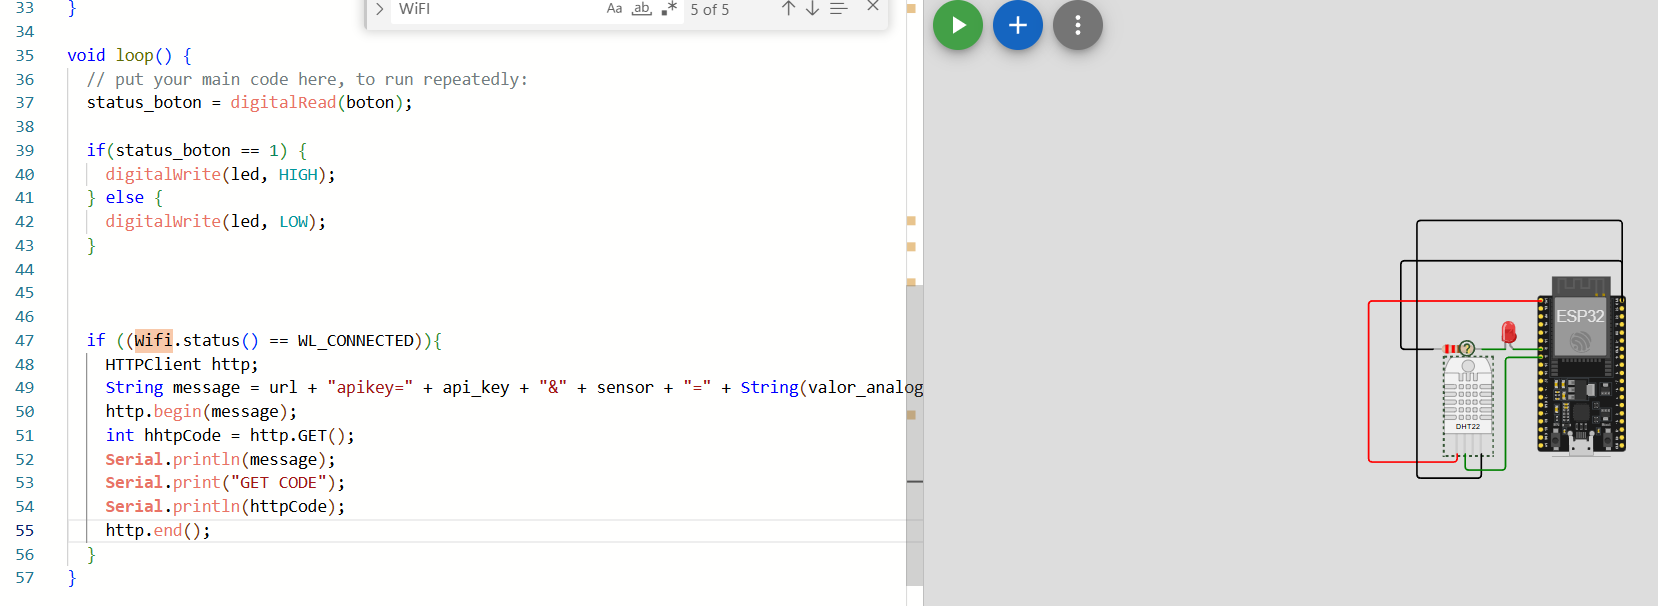 WiFI Aa ab .* 5 of 5
33 }
34
35 void loop() {
36 // put your main code here, to run repeatedly:
37 status_boton = digitalRead(boton);
38
39 if(status_boton == 1) {
40 digitalWrite(led, HIGH);
41 } else {
42 digitalWrite(led, LOW);
43 }
44
45
46
47 if ((Wifi.status() == WL_CONNECTED)){
48 HTTPClient http;
49 String message = url + "apikey=" + api_key + "&" + sensor + "=" + String(valor_analog
50 http.begin(message);
51 int hhtpCode = http.GET();
52 Serial.println(message);
53 Serial.print("GET CODE");
54 Serial.println(httpCode);
55 http.end();
56 }
57 }
ESP32
?
DHT22